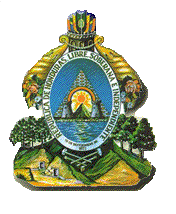 REPUBLICA DE HONDURAS, LIBRE, SOBERANA E INDEPENDIENTE